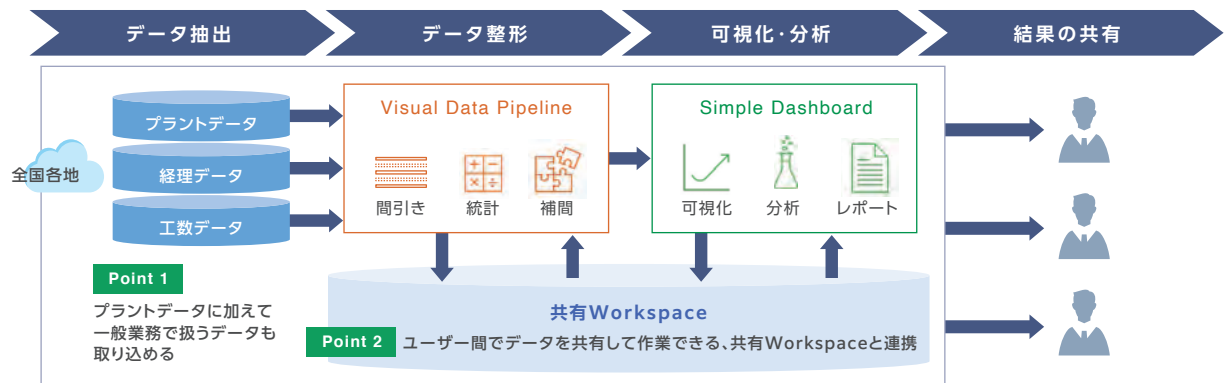 データ抽出
データ整形
可視化・分析
結果の共有
全国各地
プラントデータ
経理データ
工数データ
Visual Data Pipeline
間引き
統計
補間
Simple Dashboard
可視化
分析
レポート
Point 1
プラントデータに加えて
一般業務で扱うデータも
取り込める
共有Workspace
Point 2
ユーザー間でデータを共有して作業できる、共有Workspaceと連携